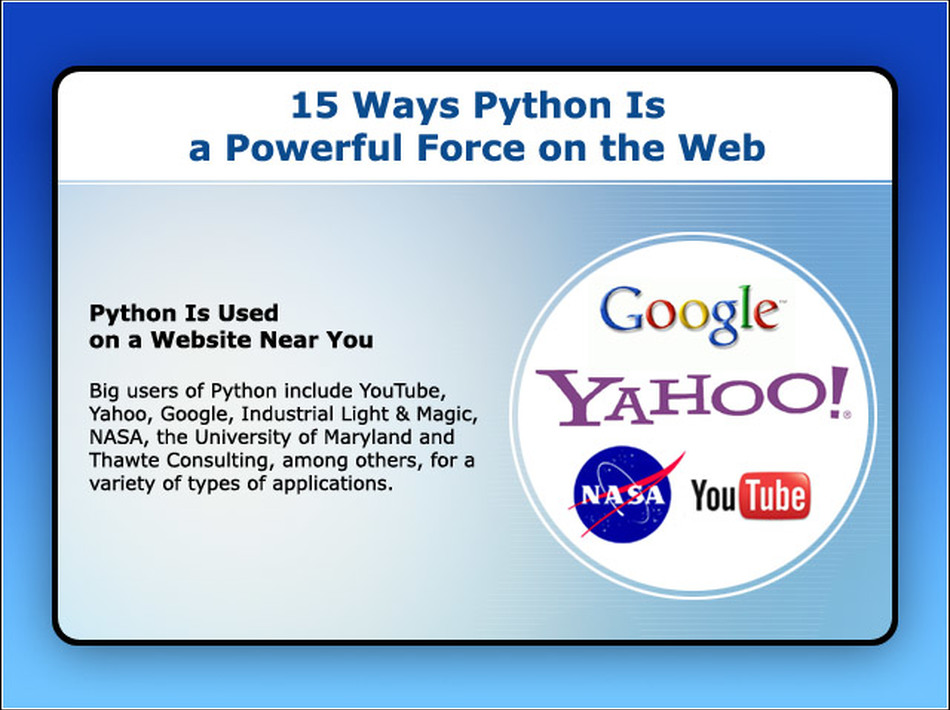 15 Ways Python Is
a Powerful Force on the Web
Python Is Used
on a Website Near You
Big users of Python include YouTube,
Yahoo, Google, Industrial Light & Magic,
NASA, the University of Maryland and
Thawte Consulting, among others, for a
variety of types of applications.
Google™
YAHOO!®
NASA
YouTube